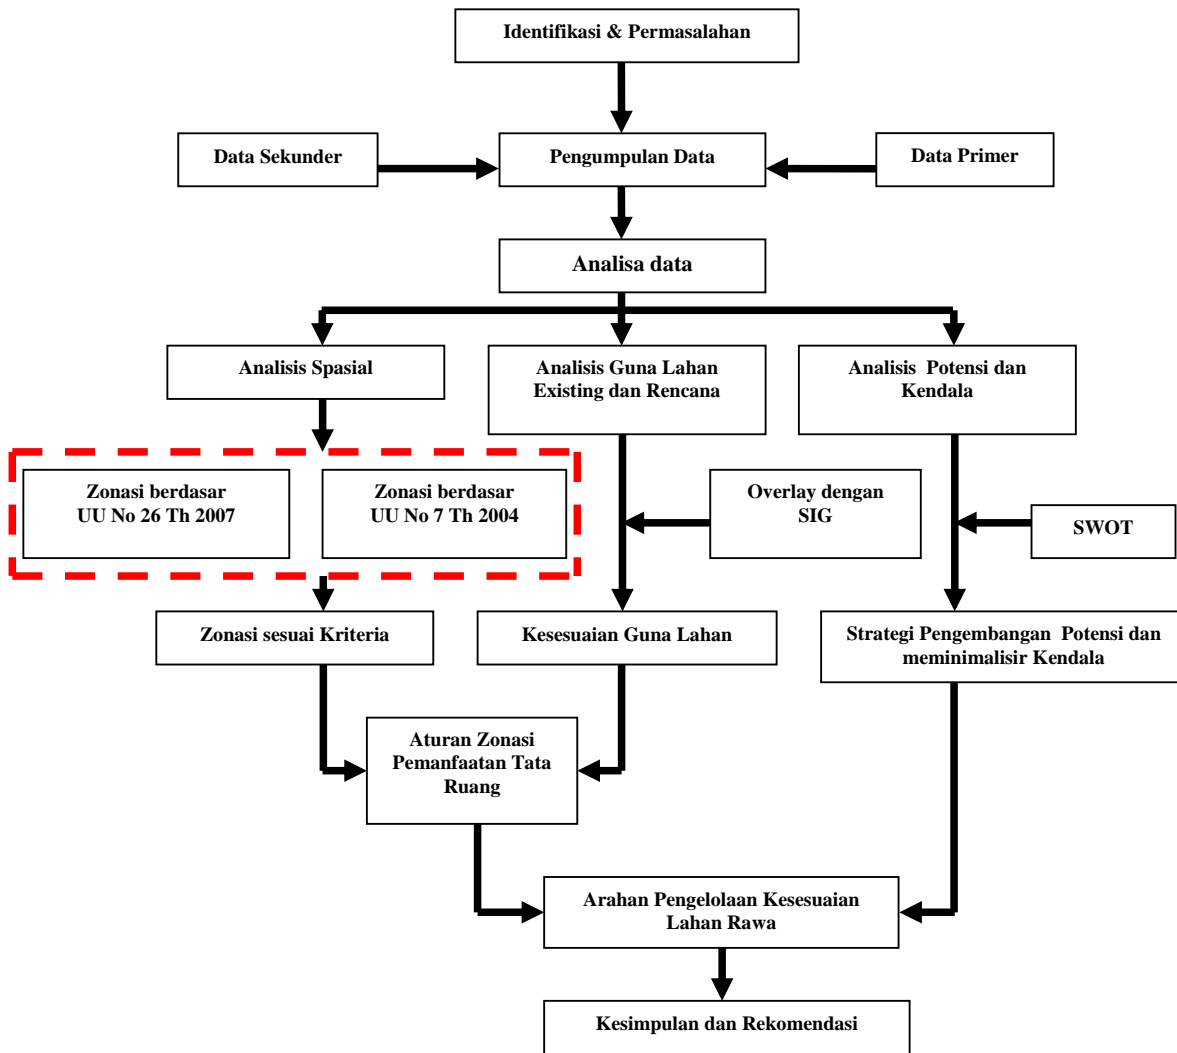 Identifikasi & Permasalahan
Data Sekunder
Pengumpulan Data
Data Primer
Analisa data
Analisis Spasial
Analisis Guna Lahan
Existing dan Rencana
Analisis Potensi dan
Kendala
Zonasi berdasar
UU No 26 Th 2007
Zonasi berdasar
UU No 7 Th 2004
Overlay dengan
SIG
SWOT
Zonasi sesuai Kriteria
Kesesuaian Guna Lahan
Strategi Pengembangan Potensi dan
meminimalisir Kendala
Aturan Zonasi
Pemanfaatan Tata
Ruang
Arahan Pengelolaan Kesesuaian
Lahan Rawa
Kesimpulan dan Rekomendasi